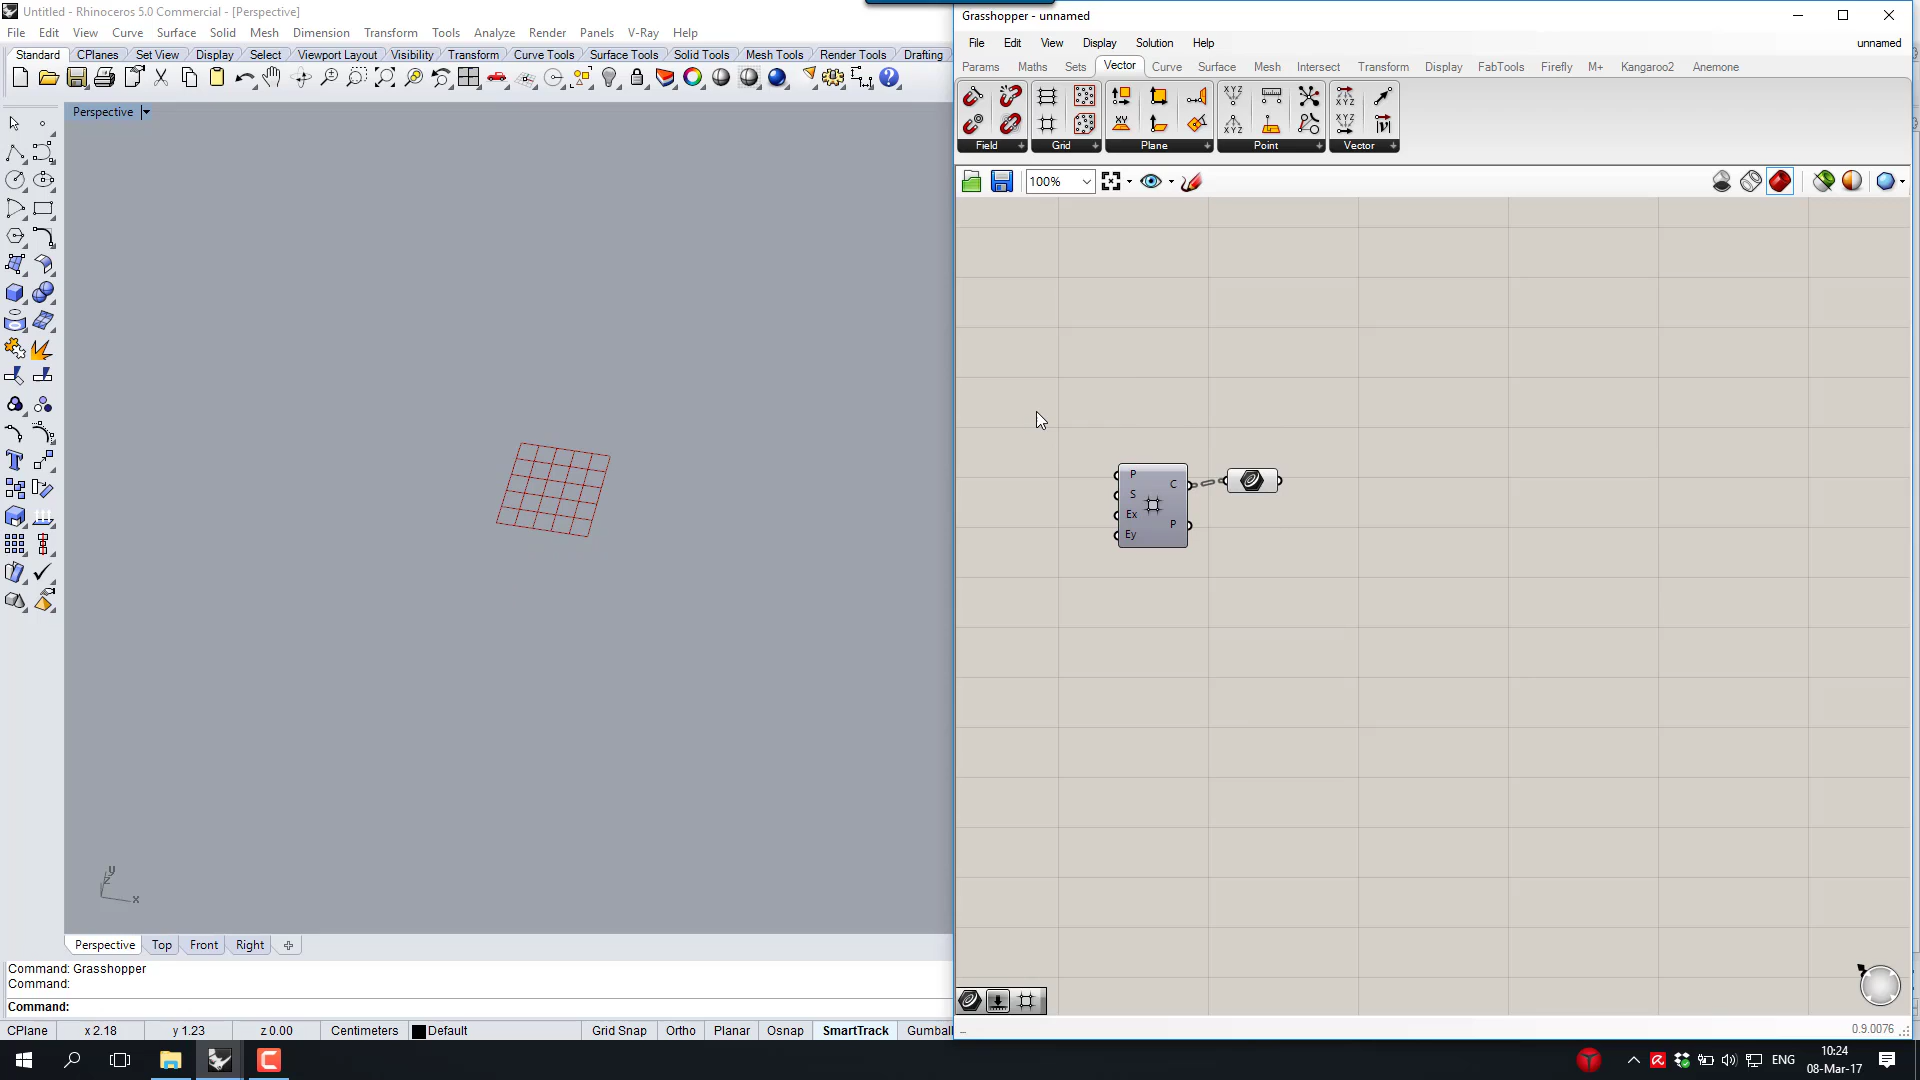 Untitled - Rhinoceros 5.0 Commercial - [Perspective]
File Edit View Curve Surface Solid Mesh Dimension Transform Tools Analyze Render Panels V-Ray Help
Standard CPlanes Set View Display Select Viewport Layout Visibility Transform Curve Tools Surface Tools Solid Tools Mesh Tools Render Tools Drafting
Perspective
y
z
x
Perspective Top Front Right
Command: Grasshopper
Command:
Command:
CPlane x 2.18 y 1.23 z 0.00 Centimeters Default Grid Snap Ortho Planar Osnap SmartTrack Gumball
Grasshopper - unnamed
File Edit View Display Solution Help unnamed
Params Maths Sets Vector Curve Surface Mesh Intersect Transform Display FabTools Firefly M+ Kangaroo2 Anemone
XY
XYZ
XYZ
XYZ
XYZ
Field Grid Plane Point Vector
100%
P
S
Ex
Ey
C
P
0.9.0076
ENG
10:24
08-Mar-17